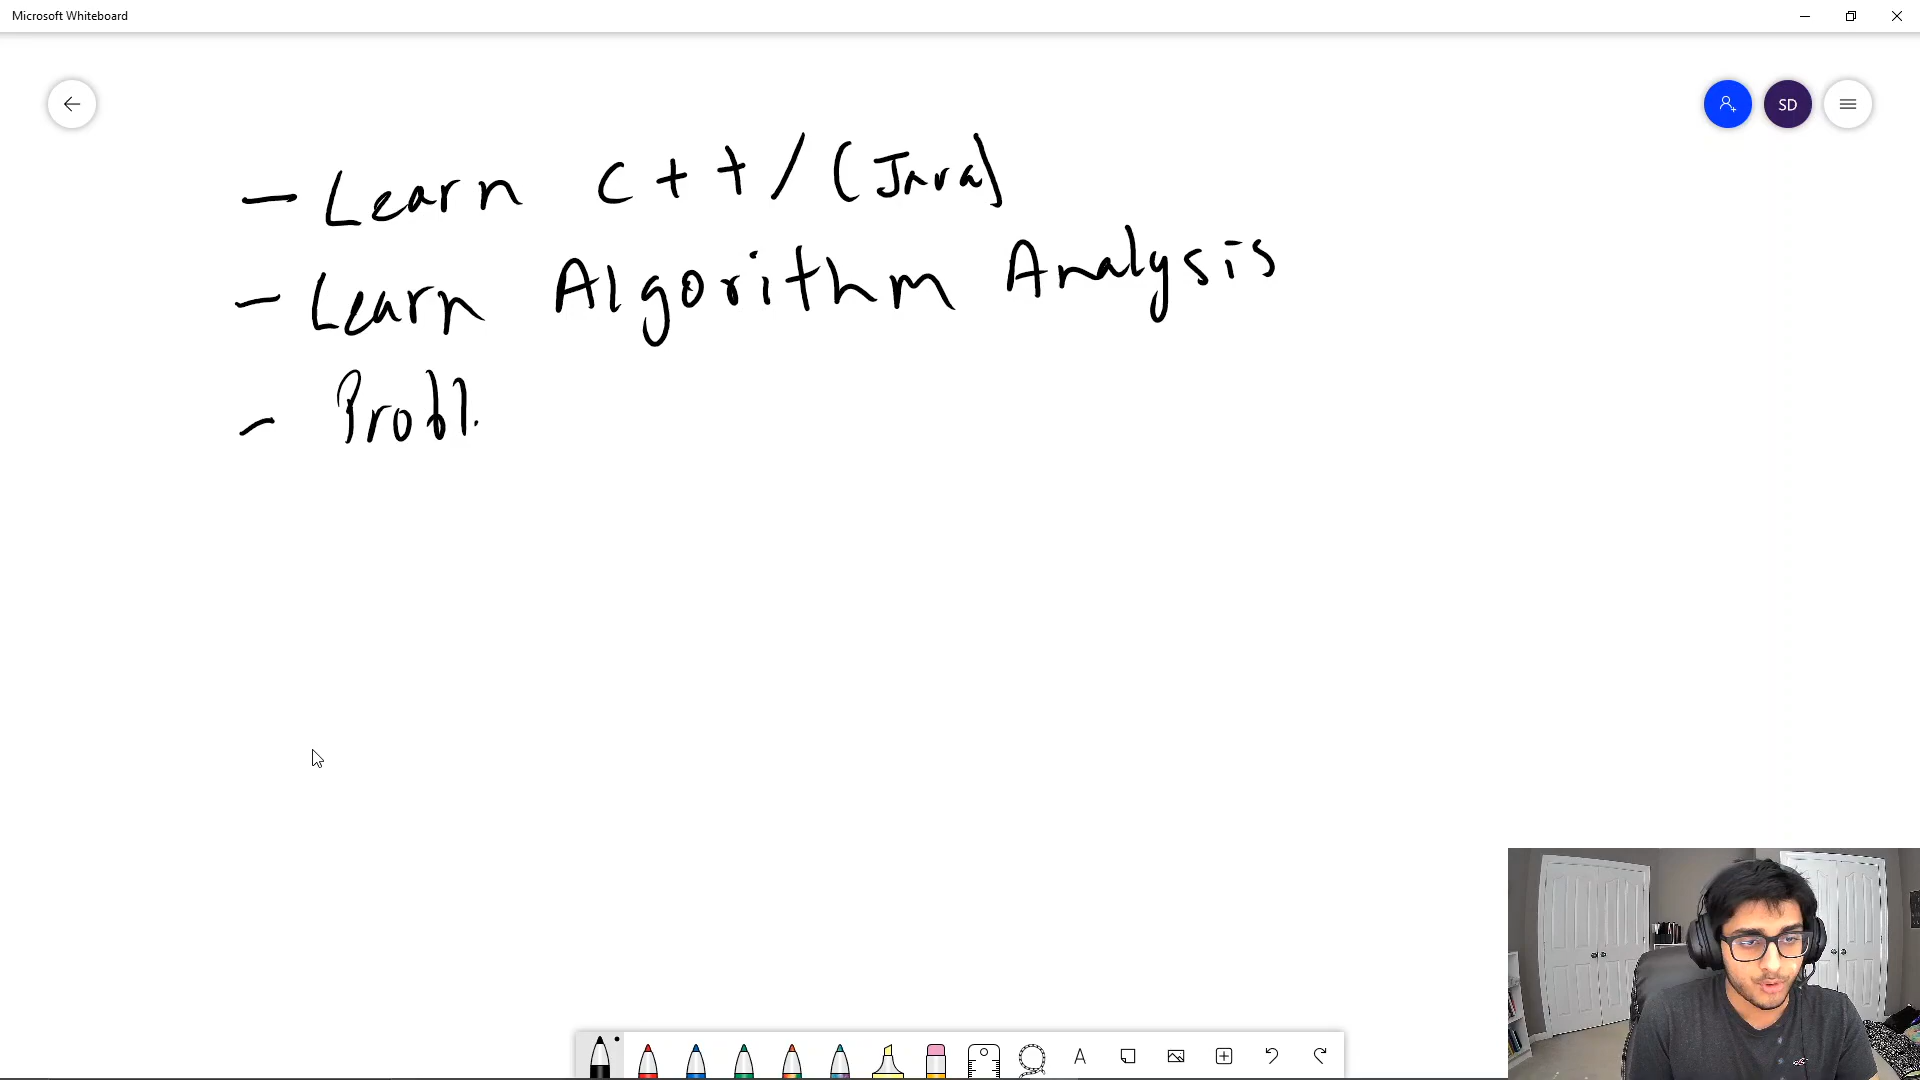 Microsoft Whiteboard
SD
- Learn C++/(Java)
- Learn Algorithm Analysis
- Probl
A